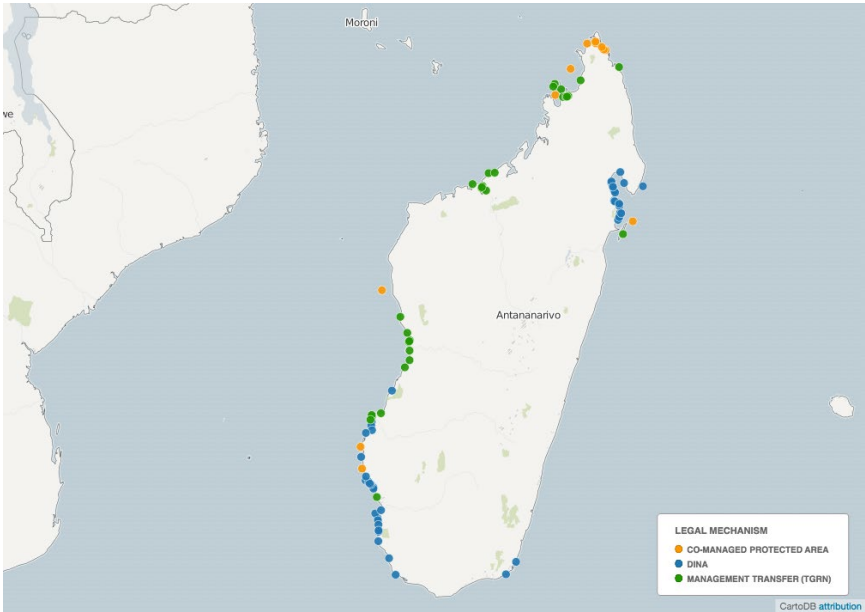 Moroni
we
Antananarivo
LEGAL MECHANISM
CO-MANAGED PROTECTED AREA
DINA
MANAGEMENT TRANSFER (TGRN)
CartoDB attribution